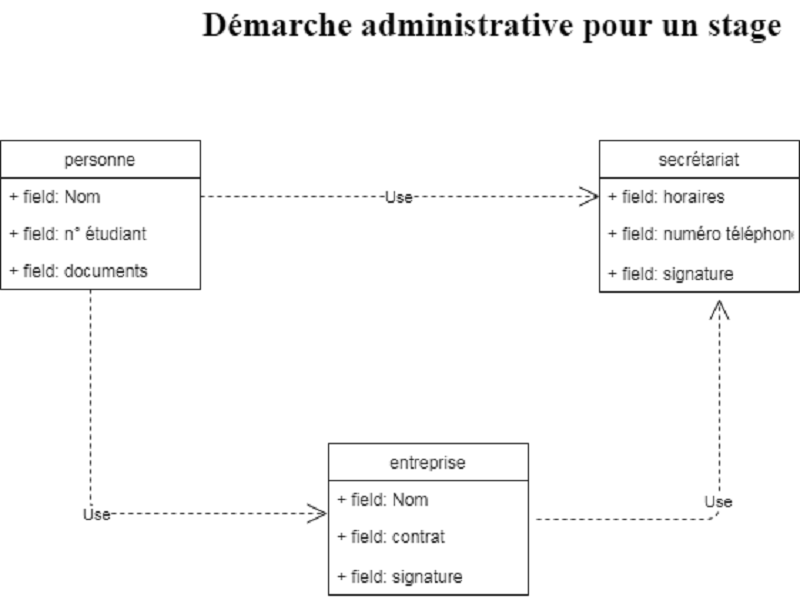 Démarche administrative pour un stage
personne
+ field: Nom
+ field: n° étudiant
+ field: documents
Use
secrétariat
+ field: horaires
+ field: numéro téléphon
+ field: signature
Use
entreprise
+ field: Nom
+ field: contrat
+ field: signature
Use